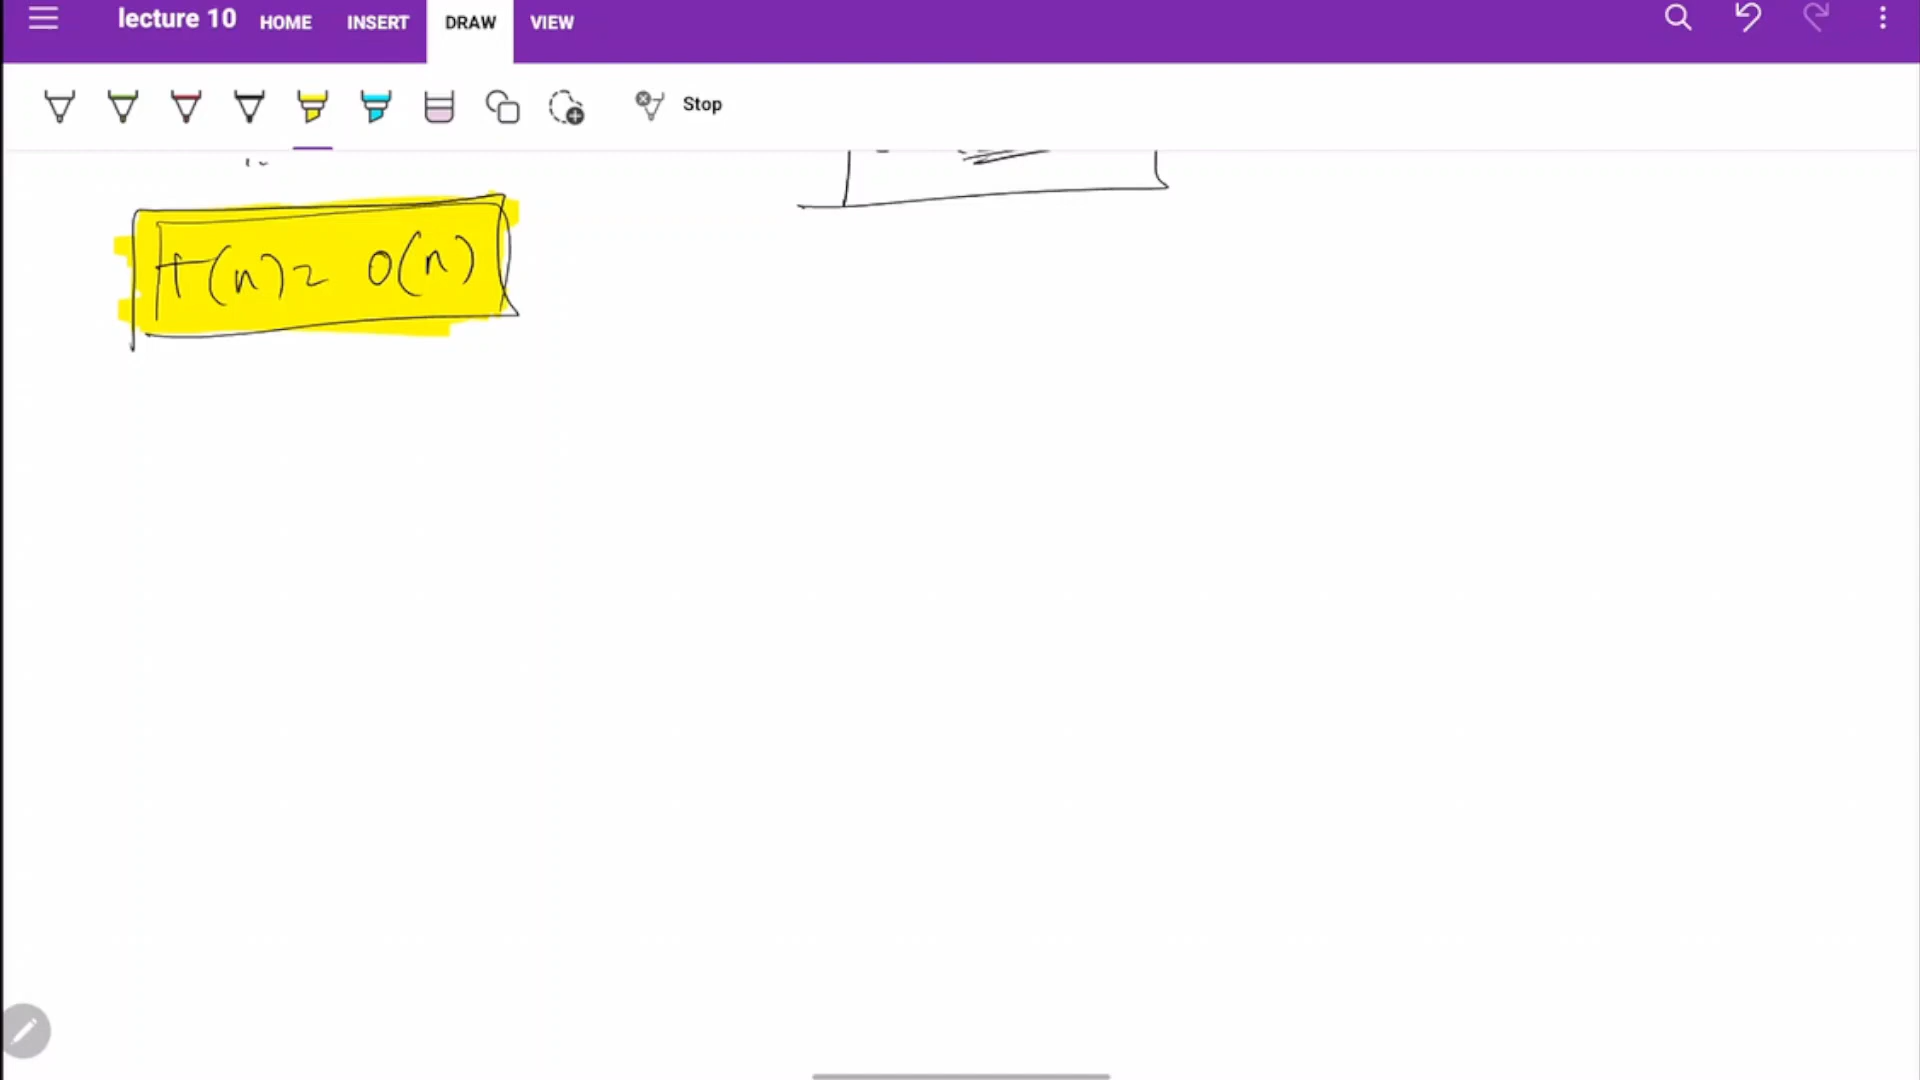 lecture 10 HOME INSERT DRAW VIEW
Stop
T(n) = O(n)